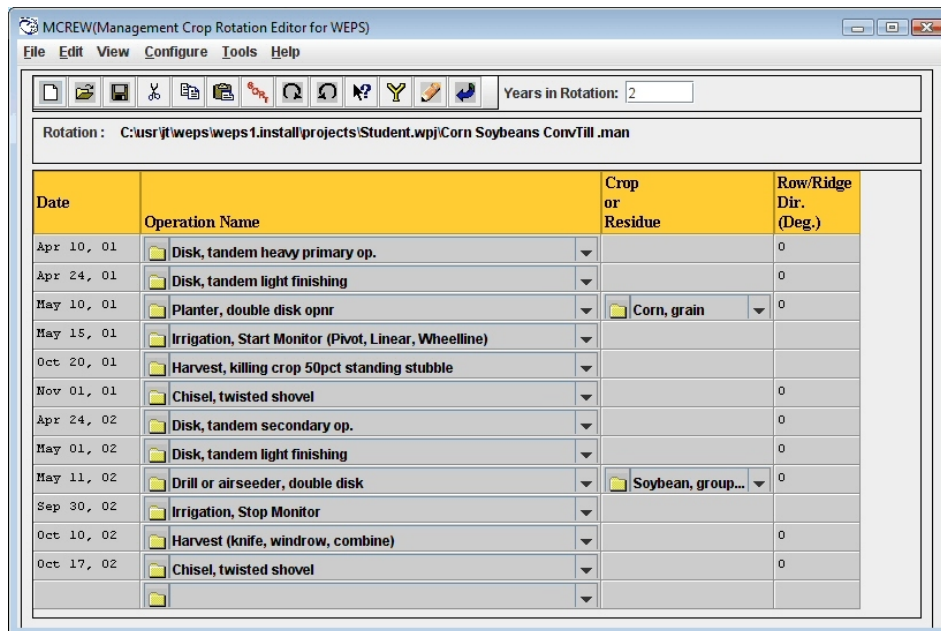 MCREW(Management Crop Rotation Editor for WEPS)
File Edit View Configure Tools Help
SORT
Years in Rotation: 2
Rotation : C:\usr\jt\weps\weps1.install\projects\Student.wpj\Corn Soybeans ConvTill .man
Date Operation Name Crop or Residue Row/Ridge Dir. (Deg.)
Apr 10, 01 Disk, tandem heavy primary op. 0
Apr 24, 01 Disk, tandem light finishing 0
May 10, 01 Planter, double disk opnr Corn, grain 0
May 15, 01 Irrigation, Start Monitor (Pivot, Linear, Wheelline)
Oct 20, 01 Harvest, killing crop 50pct standing stubble
Nov 01, 01 Chisel, twisted shovel 0
Apr 24, 02 Disk, tandem secondary op. 0
May 01, 02 Disk, tandem light finishing 0
May 11, 02 Drill or airseeder, double disk Soybean, group... 0
Sep 30, 02 Irrigation, Stop Monitor
Oct 10, 02 Harvest (knife, windrow, combine) 0
Oct 17, 02 Chisel, twisted shovel 0